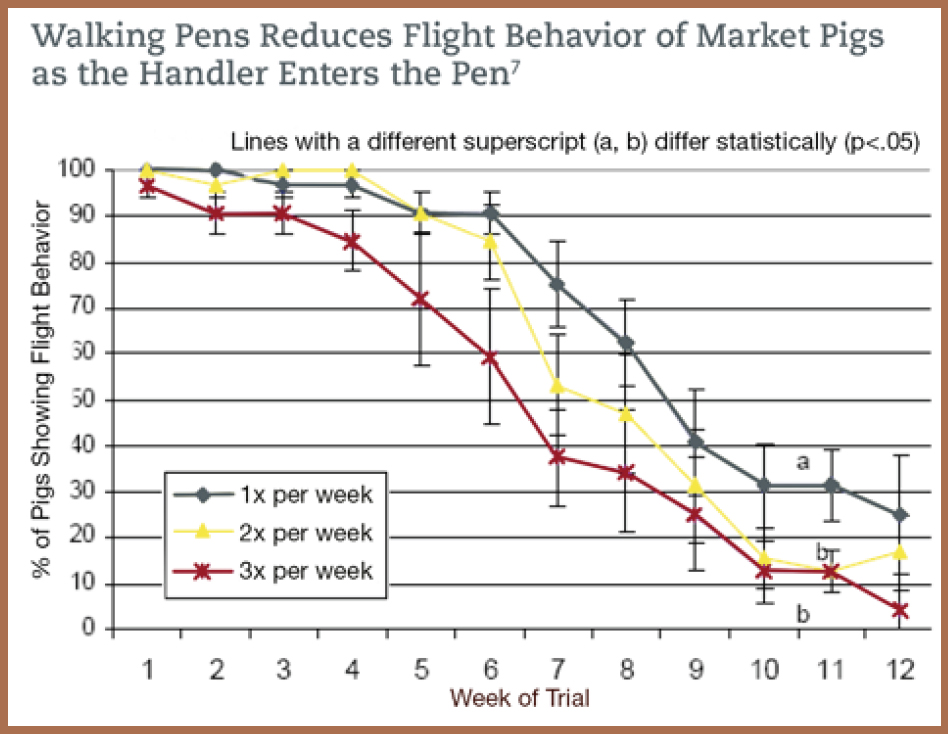 Walking Pens Reduces Flight Behavior of Market Pigs
as the Handler Enters the Pen⁷
Lines with a different superscript (a, b) differ statistically (p<.05)
% of Pigs Showing Flight Behavior
100
90
80
70
60
50
40
30
20
10
0
a
b
b
1x per week
2x per week
3x per week
1 2 3 4 5 6 7 8 9 10 11 12
Week of Trial